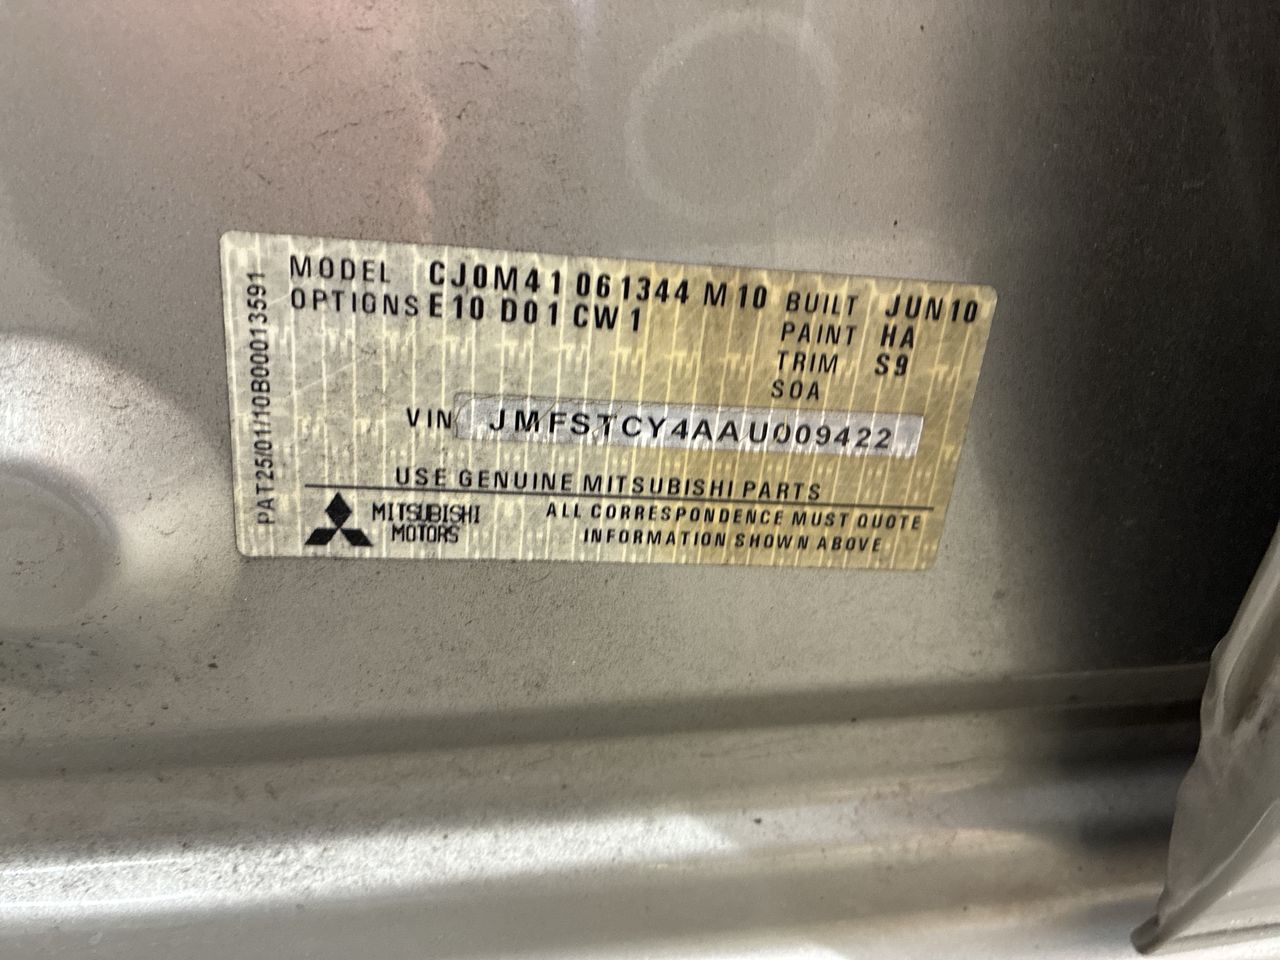 MODEL CJ0M41 061344 M10
OPTIONS E10 D01 CW1
BUILT JUN10
PAINT HA
TRIM S9
SOA
VIN JMFSTCY4AAU009422
USE GENUINE MITSUBISHI PARTS
MITSUBISHI
MOTORS
ALL CORRESPONDENCE MUST QUOTE
INFORMATION SHOWN ABOVE
PAT25/01/10B00013591